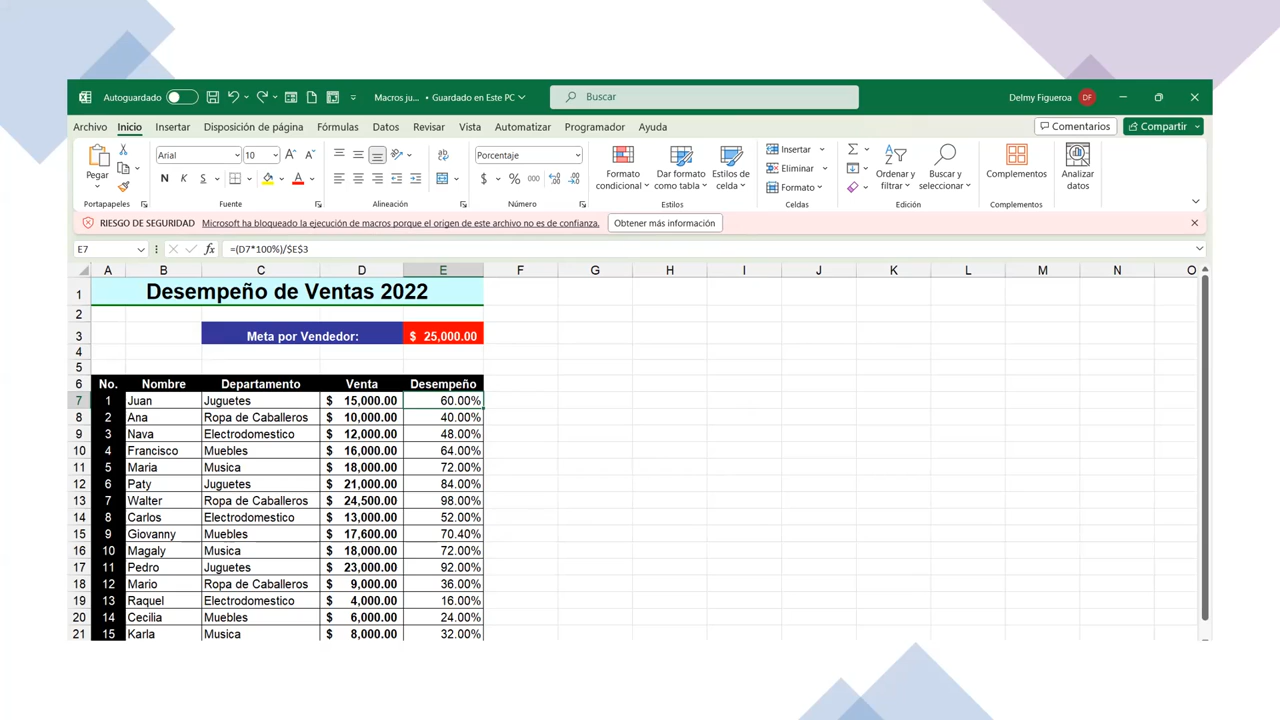 Autoguardado Macros ju... • Guardado en Este PC Buscar Delmy Figueroa DF
Archivo Inicio Insertar Disposición de página Fórmulas Datos Revisar Vista Automatizar Programador Ayuda Comentarios Compartir
Pegar Arial 10 A A ab Porcentaje Formato condicional Dar formato como tabla Estilos de celda Insertar Ordenar y filtrar Buscar y seleccionar Complementos Analizar datos
N K S A $ % 000 Eliminar
Formato
Portapapeles Fuente Alineación Número Estilos Celdas Edición Complementos
RIESGO DE SEGURIDAD Microsoft ha bloqueado la ejecución de macros porque el origen de este archivo no es de confianza. Obtener más información
E7 fx =(D7*100%)/$E$3
A B C D E F G H I J K L M N O
1 Desempeño de Ventas 2022
2
3 Meta por Vendedor: $ 25,000.00
4
5
6 No. Nombre Departamento Venta Desempeño
7 1 Juan Juguetes $ 15,000.00 60.00%
8 2 Ana Ropa de Caballeros $ 10,000.00 40.00%
9 3 Nava Electrodomestico $ 12,000.00 48.00%
10 4 Francisco Muebles $ 16,000.00 64.00%
11 5 Maria Musica $ 18,000.00 72.00%
12 6 Paty Juguetes $ 21,000.00 84.00%
13 7 Walter Ropa de Caballeros $ 24,500.00 98.00%
14 8 Carlos Electrodomestico $ 13,000.00 52.00%
15 9 Giovanny Muebles $ 17,600.00 70.40%
16 10 Magaly Musica $ 18,000.00 72.00%
17 11 Pedro Juguetes $ 23,000.00 92.00%
18 12 Mario Ropa de Caballeros $ 9,000.00 36.00%
19 13 Raquel Electrodomestico $ 4,000.00 16.00%
20 14 Cecilia Muebles $ 6,000.00 24.00%
21 15 Karla Musica $ 8,000.00 32.00%